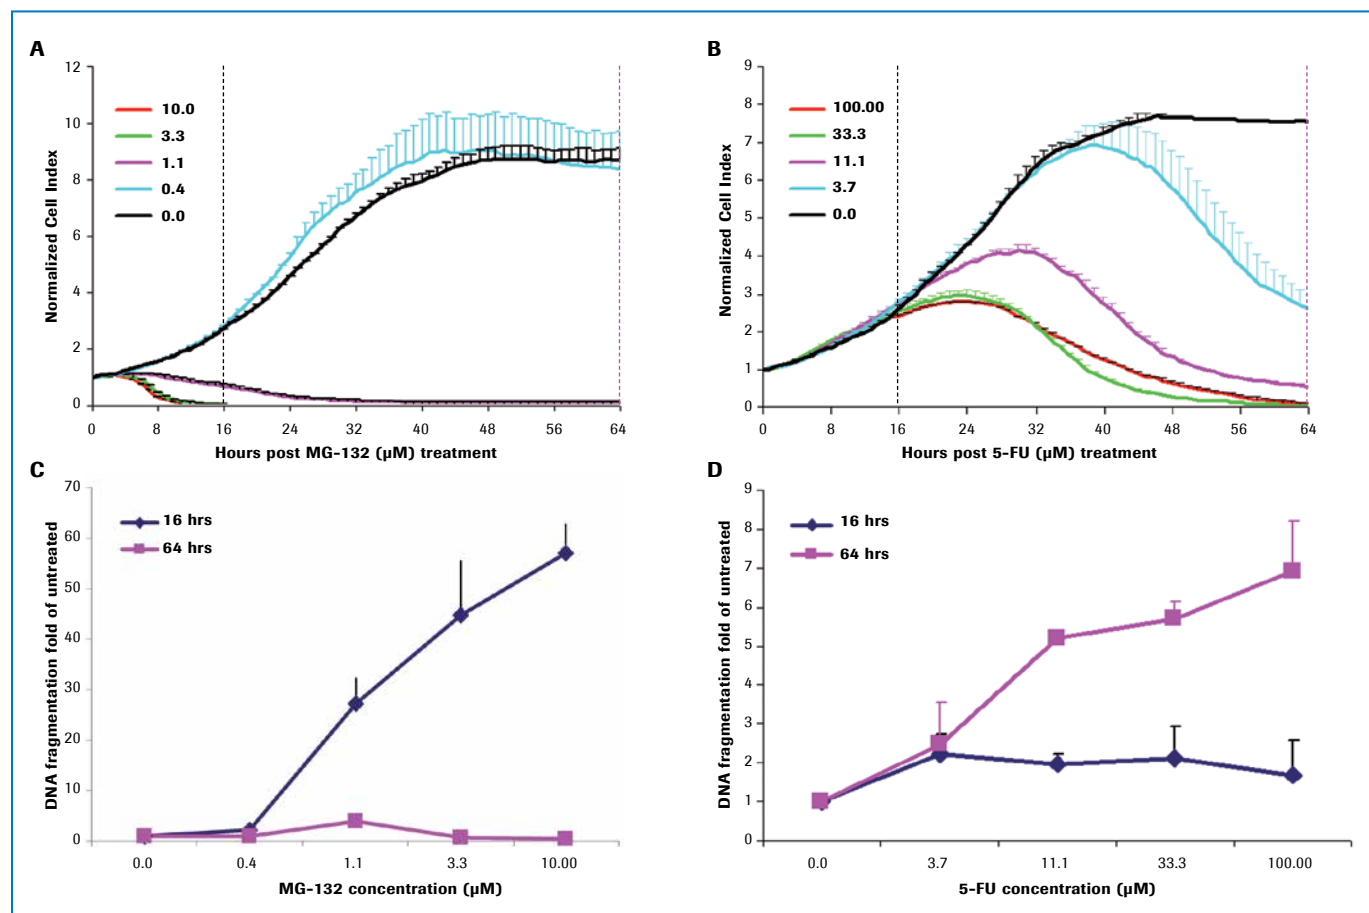 A
Normalized Cell Index
12
10
8
6
4
2
0
10.0
3.3
1.1
0.4
0.0
0 8 16 24 32 40 48 56 64
Hours post MG-132 (µM) treatment
B
Normalized Cell Index
9
8
7
6
5
4
3
2
1
0
100.00
33.3
11.1
3.7
0.0
0 8 16 24 32 40 48 56 64
Hours post 5-FU (µM) treatment
C
DNA fragmentation fold of untreated
70
60
50
40
30
20
10
0
16 hrs
64 hrs
0.0 0.4 1.1 3.3 10.00
MG-132 concentration (µM)
D
DNA fragmentation fold of untreated
9
8
7
6
5
4
3
2
1
0
16 hrs
64 hrs
0.0 3.7 11.1 33.3 100.00
5-FU concentration (µM)